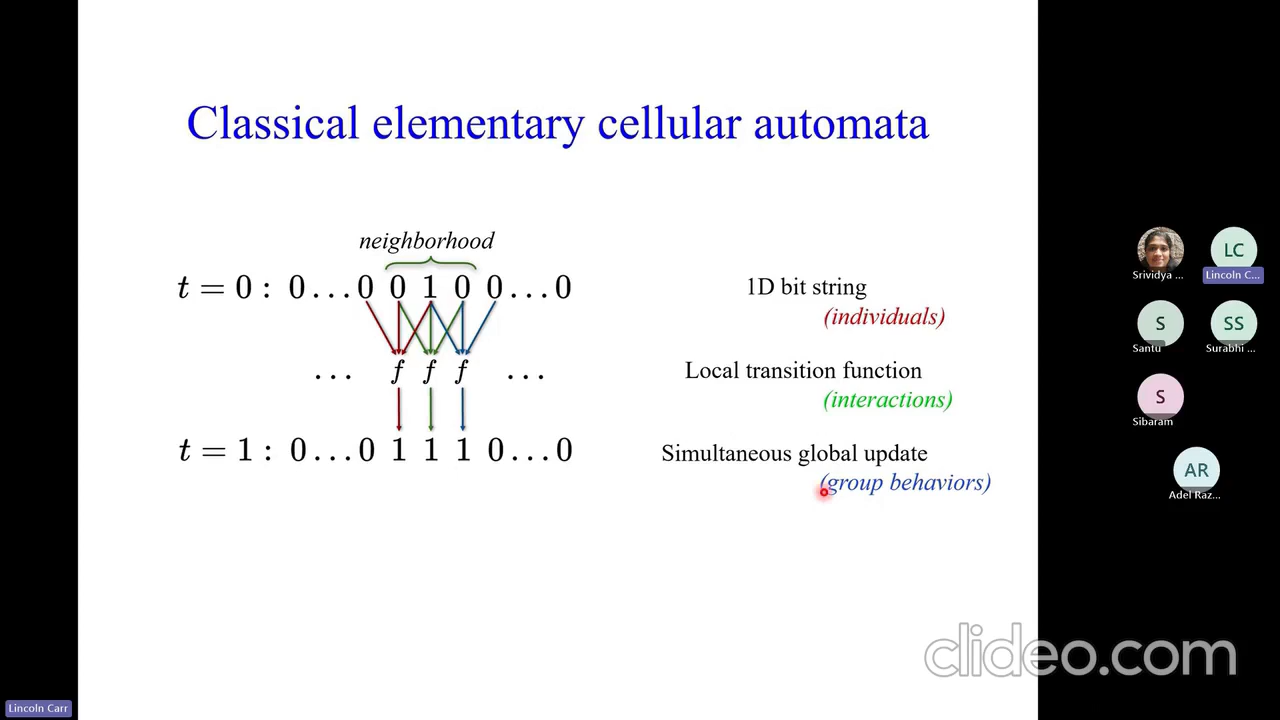 Classical elementary cellular automata
neighborhood
t = 0 : 0 . . . 0 0 1 0 0 . . . 0
1D bit string
(individuals)
. . . f f f . . .
Local transition function
(interactions)
t = 1 : 0 . . . 0 1 1 1 0 . . . 0
Simultaneous global update
(group behaviors)
Srividya ...
LC
Lincoln C...
S
Santu
SS
Surabhi ...
S
Sibaram
AR
Adel Raz...
clideo.com
Lincoln Carr